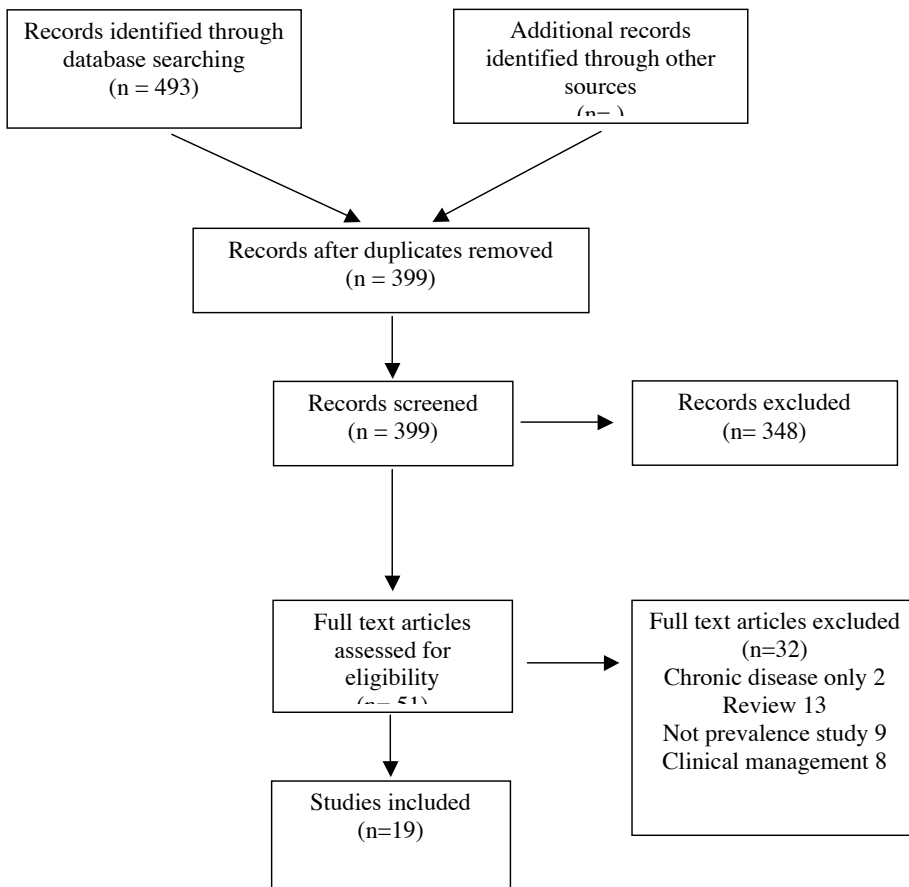 Records identified through
database searching
(n = 493)
Additional records
identified through other
sources
(n= )
Records after duplicates removed
(n = 399)
Records screened
(n = 399)
Records excluded
(n= 348)
Full text articles
assessed for
eligibility
(n= 51)
Full text articles excluded
(n=32)
Chronic disease only 2
Review 13
Not prevalence study 9
Clinical management 8
Studies included
(n=19)